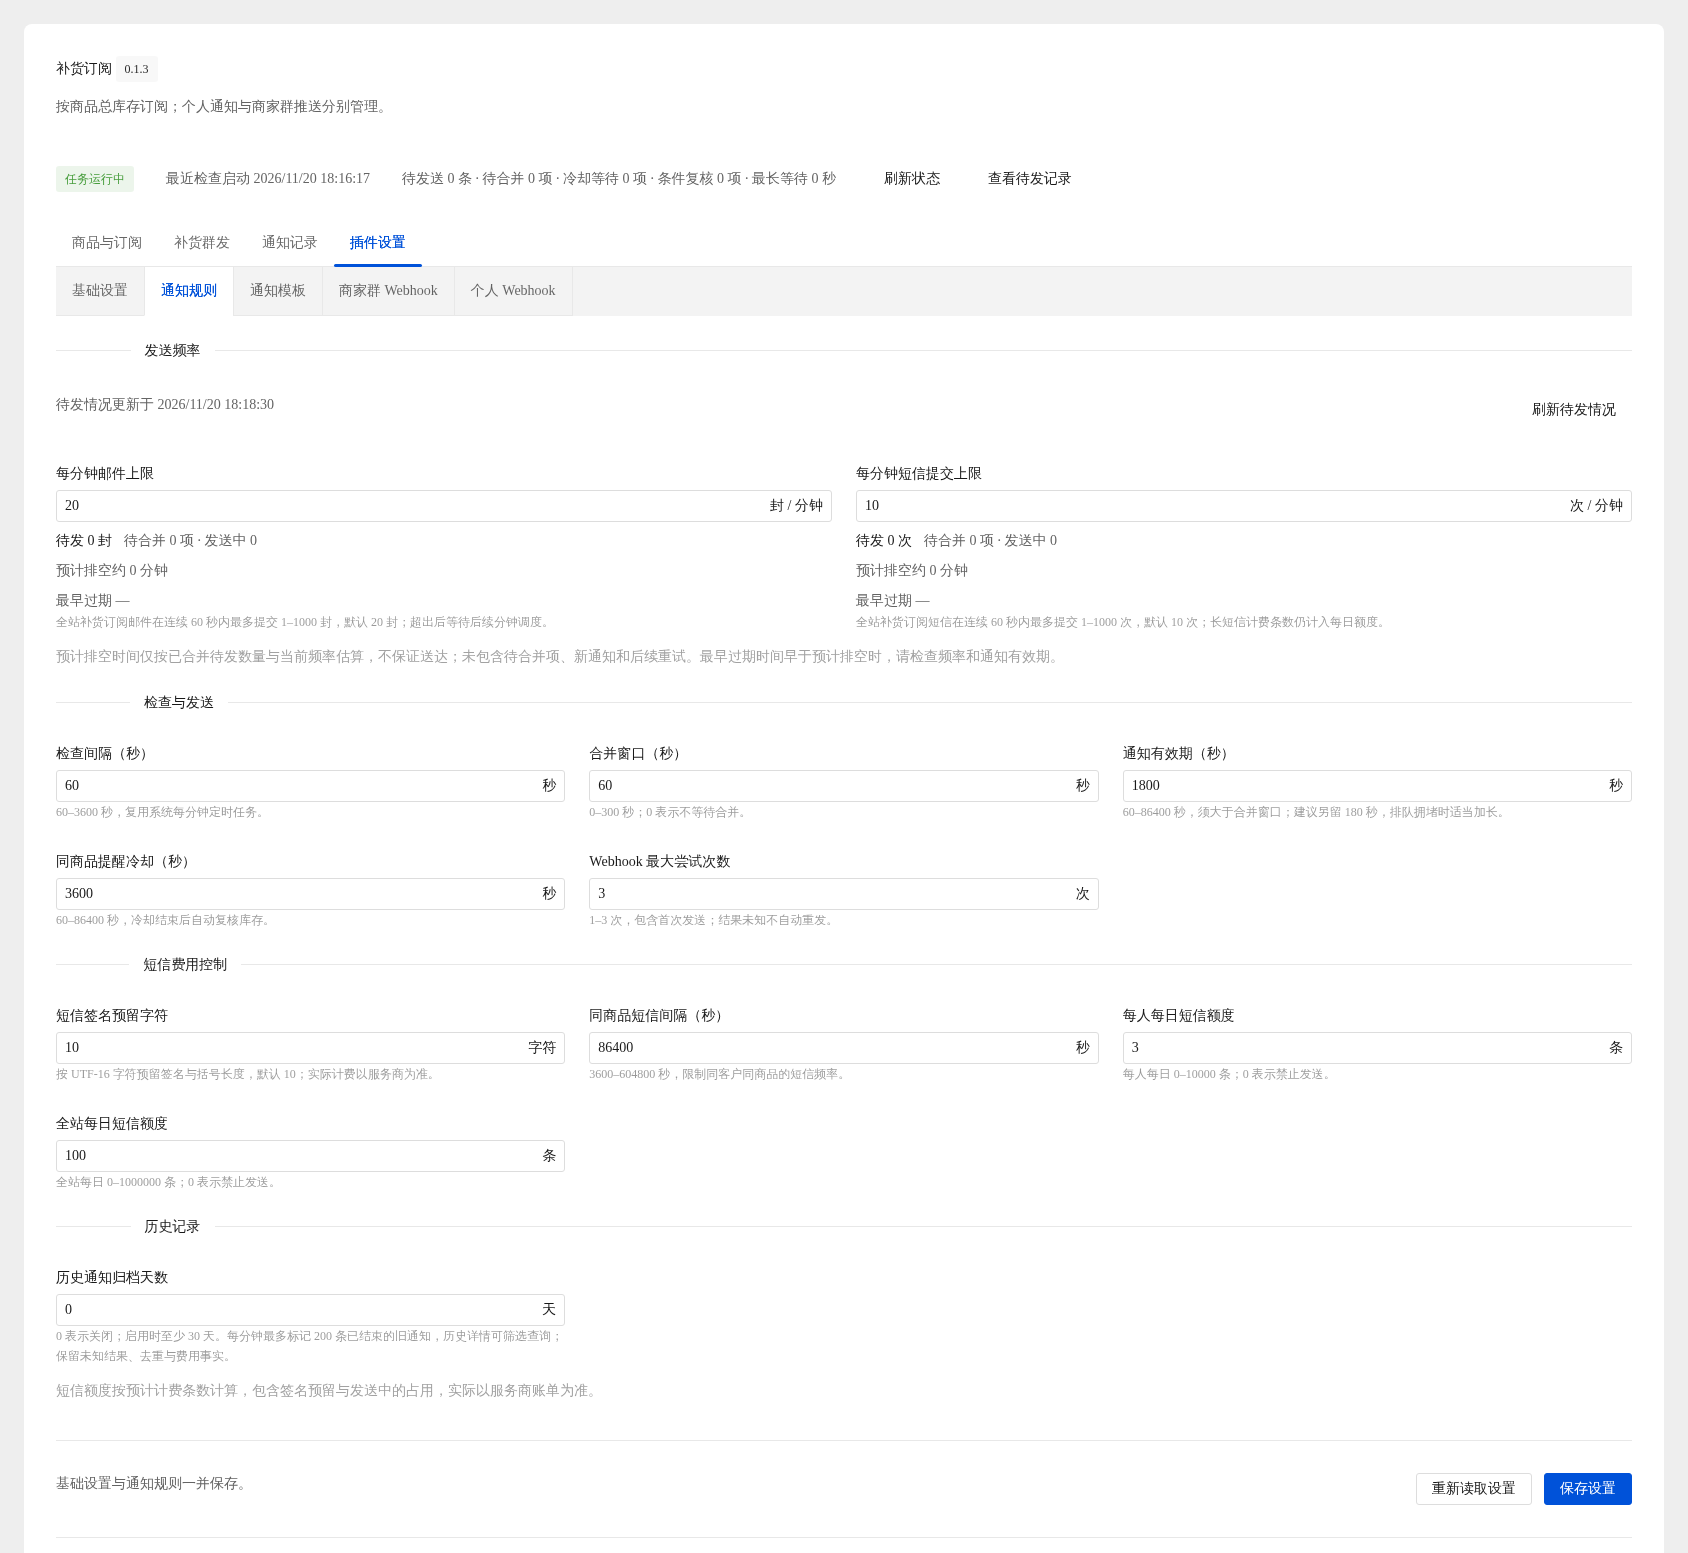 补货订阅 0.1.3
按商品总库存订阅；个人通知与商家群推送分别管理。
任务运行中 最近检查启动 2026/11/20 18:16:17 待发送 0 条 · 待合并 0 项 · 冷却等待 0 项 · 条件复核 0 项 · 最长等待 0 秒 刷新状态 查看待发记录
商品与订阅 补货群发 通知记录 插件设置
基础设置 通知规则 通知模板 商家群 Webhook 个人 Webhook
发送频率
待发情况更新于 2026/11/20 18:18:30 刷新待发情况
每分钟邮件上限 每分钟短信提交上限
20 封 / 分钟 10 次 / 分钟
待发 0 封 待合并 0 项 · 发送中 0 待发 0 次 待合并 0 项 · 发送中 0
预计排空约 0 分钟 预计排空约 0 分钟
最早过期 — 最早过期 —
全站补货订阅邮件在连续 60 秒内最多提交 1–1000 封，默认 20 封；超出后等待后续分钟调度。 全站补货订阅短信在连续 60 秒内最多提交 1–1000 次，默认 10 次；长短信计费条数仍计入每日额度。
预计排空时间仅按已合并待发数量与当前频率估算，不保证送达；未包含待合并项、新通知和后续重试。最早过期时间早于预计排空时，请检查频率和通知有效期。
检查与发送
检查间隔（秒） 合并窗口（秒） 通知有效期（秒）
60 秒 60 秒 1800 秒
60–3600 秒，复用系统每分钟定时任务。 0–300 秒；0 表示不等待合并。 60–86400 秒，须大于合并窗口；建议另留 180 秒，排队拥堵时适当加长。
同商品提醒冷却（秒） Webhook 最大尝试次数
3600 秒 3 次
60–86400 秒，冷却结束后自动复核库存。 1–3 次，包含首次发送；结果未知不自动重发。
短信费用控制
短信签名预留字符 同商品短信间隔（秒） 每人每日短信额度
10 字符 86400 秒 3 条
按 UTF-16 字符预留签名与括号长度，默认 10；实际计费以服务商为准。 3600–604800 秒，限制同客户同商品的短信频率。 每人每日 0–10000 条；0 表示禁止发送。
全站每日短信额度
100 条
全站每日 0–1000000 条；0 表示禁止发送。
历史记录
历史通知归档天数
0 天
0 表示关闭；启用时至少 30 天。每分钟最多标记 200 条已结束的旧通知，历史详情可筛选查询；
保留未知结果、去重与费用事实。
短信额度按预计计费条数计算，包含签名预留与发送中的占用，实际以服务商账单为准。
基础设置与通知规则一并保存。 重新读取设置 保存设置